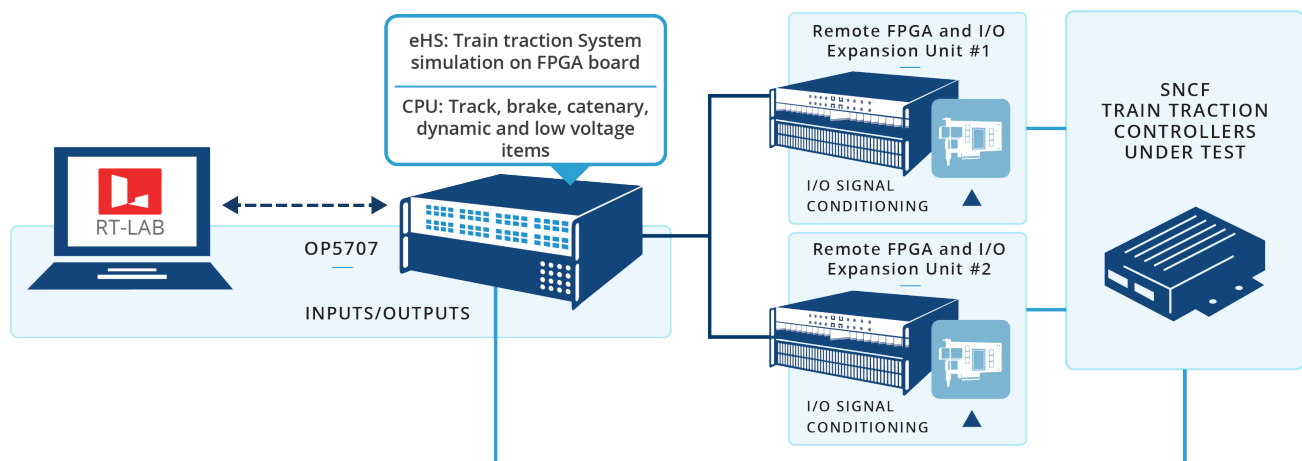 eHS: Train traction System
simulation on FPGA board
CPU: Track, brake, catenary,
dynamic and low voltage
items
RT-LAB
OP5707
INPUTS/OUTPUTS
Remote FPGA and I/O
Expansion Unit #1
I/O SIGNAL
CONDITIONING
Remote FPGA and I/O
Expansion Unit #2
I/O SIGNAL
CONDITIONING
SNCF
TRAIN TRACTION
CONTROLLERS
UNDER TEST